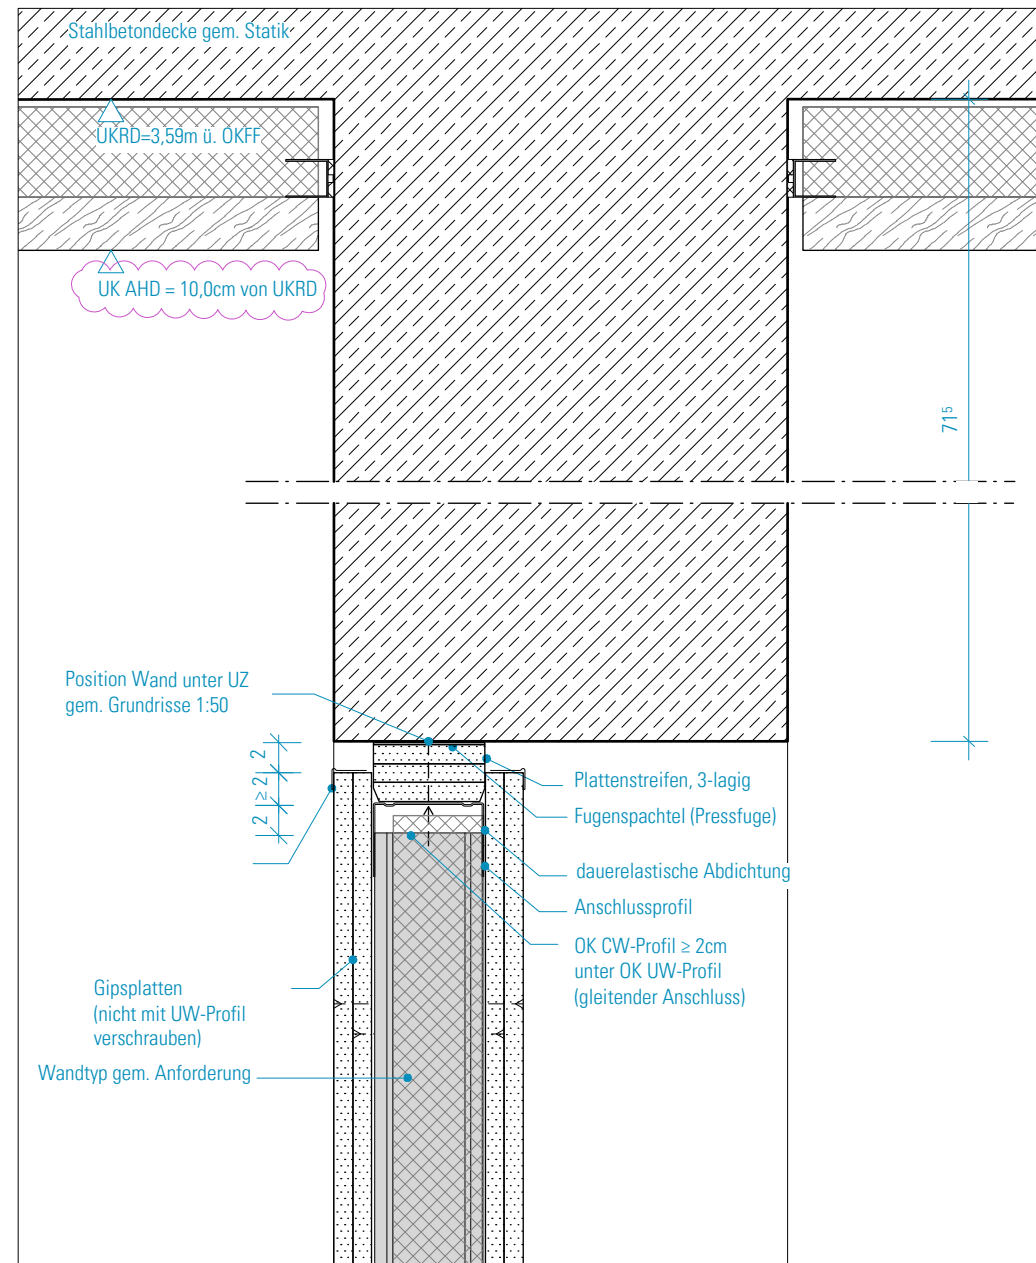 Stahlbetondecke gem. Statik
UKRD=3,59m ü. OKFF
UK AHD = 10,0cm von UKRD
71⁵
Position Wand unter UZ
gem. Grundrisse 1:50
2
≥ 2
2
Plattenstreifen, 3-lagig
Fugenspachtel (Pressfuge)
dauerelastische Abdichtung
Anschlussprofil
OK CW-Profil ≥ 2cm
unter OK UW-Profil
(gleitender Anschluss)
Gipsplatten
(nicht mit UW-Profil
verschrauben)
Wandtyp gem. Anforderung